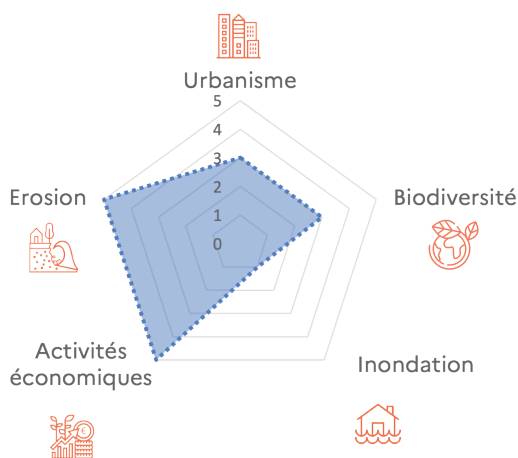 Urbanisme
5
4
3
2
1
0
Erosion
Biodiversité
Activités
économiques
Inondation